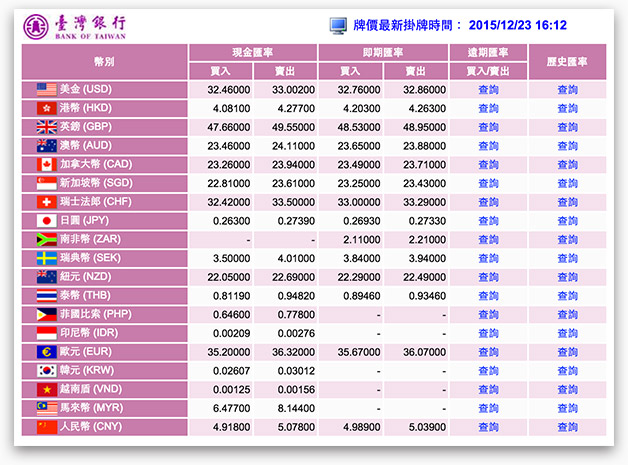 臺灣銀行
BANK OF TAIWAN
牌價最新掛牌時間： 2015/12/23 16:12
幣別 現金匯率 即期匯率 遠期匯率 歷史匯率
買入 賣出 買入 賣出 買入/賣出
美金 (USD) 32.46000 33.00200 32.76000 32.86000 查詢 查詢
港幣 (HKD) 4.08100 4.27700 4.20300 4.26300 查詢 查詢
英鎊 (GBP) 47.66000 49.55000 48.53000 48.95000 查詢 查詢
澳幣 (AUD) 23.46000 24.11000 23.65000 23.88000 查詢 查詢
加拿大幣 (CAD) 23.26000 23.94000 23.49000 23.71000 查詢 查詢
新加坡幣 (SGD) 22.81000 23.61000 23.25000 23.43000 查詢 查詢
瑞士法郎 (CHF) 32.42000 33.50000 33.00000 33.29000 查詢 查詢
日圓 (JPY) 0.26300 0.27390 0.26930 0.27330 查詢 查詢
南非幣 (ZAR) - - 2.11000 2.21000 查詢 查詢
瑞典幣 (SEK) 3.50000 4.01000 3.84000 3.94000 查詢 查詢
紐元 (NZD) 22.05000 22.69000 22.29000 22.49000 查詢 查詢
泰幣 (THB) 0.81190 0.94820 0.89460 0.93460 查詢 查詢
菲國比索 (PHP) 0.64600 0.77800 - - 查詢 查詢
印尼幣 (IDR) 0.00209 0.00276 - - 查詢 查詢
歐元 (EUR) 35.20000 36.32000 35.67000 36.07000 查詢 查詢
韓元 (KRW) 0.02607 0.03012 - - 查詢 查詢
越南盾 (VND) 0.00125 0.00156 - - 查詢 查詢
馬來幣 (MYR) 6.47700 8.14400 - - 查詢 查詢
人民幣 (CNY) 4.91800 5.07800 4.98900 5.03900 查詢 查詢